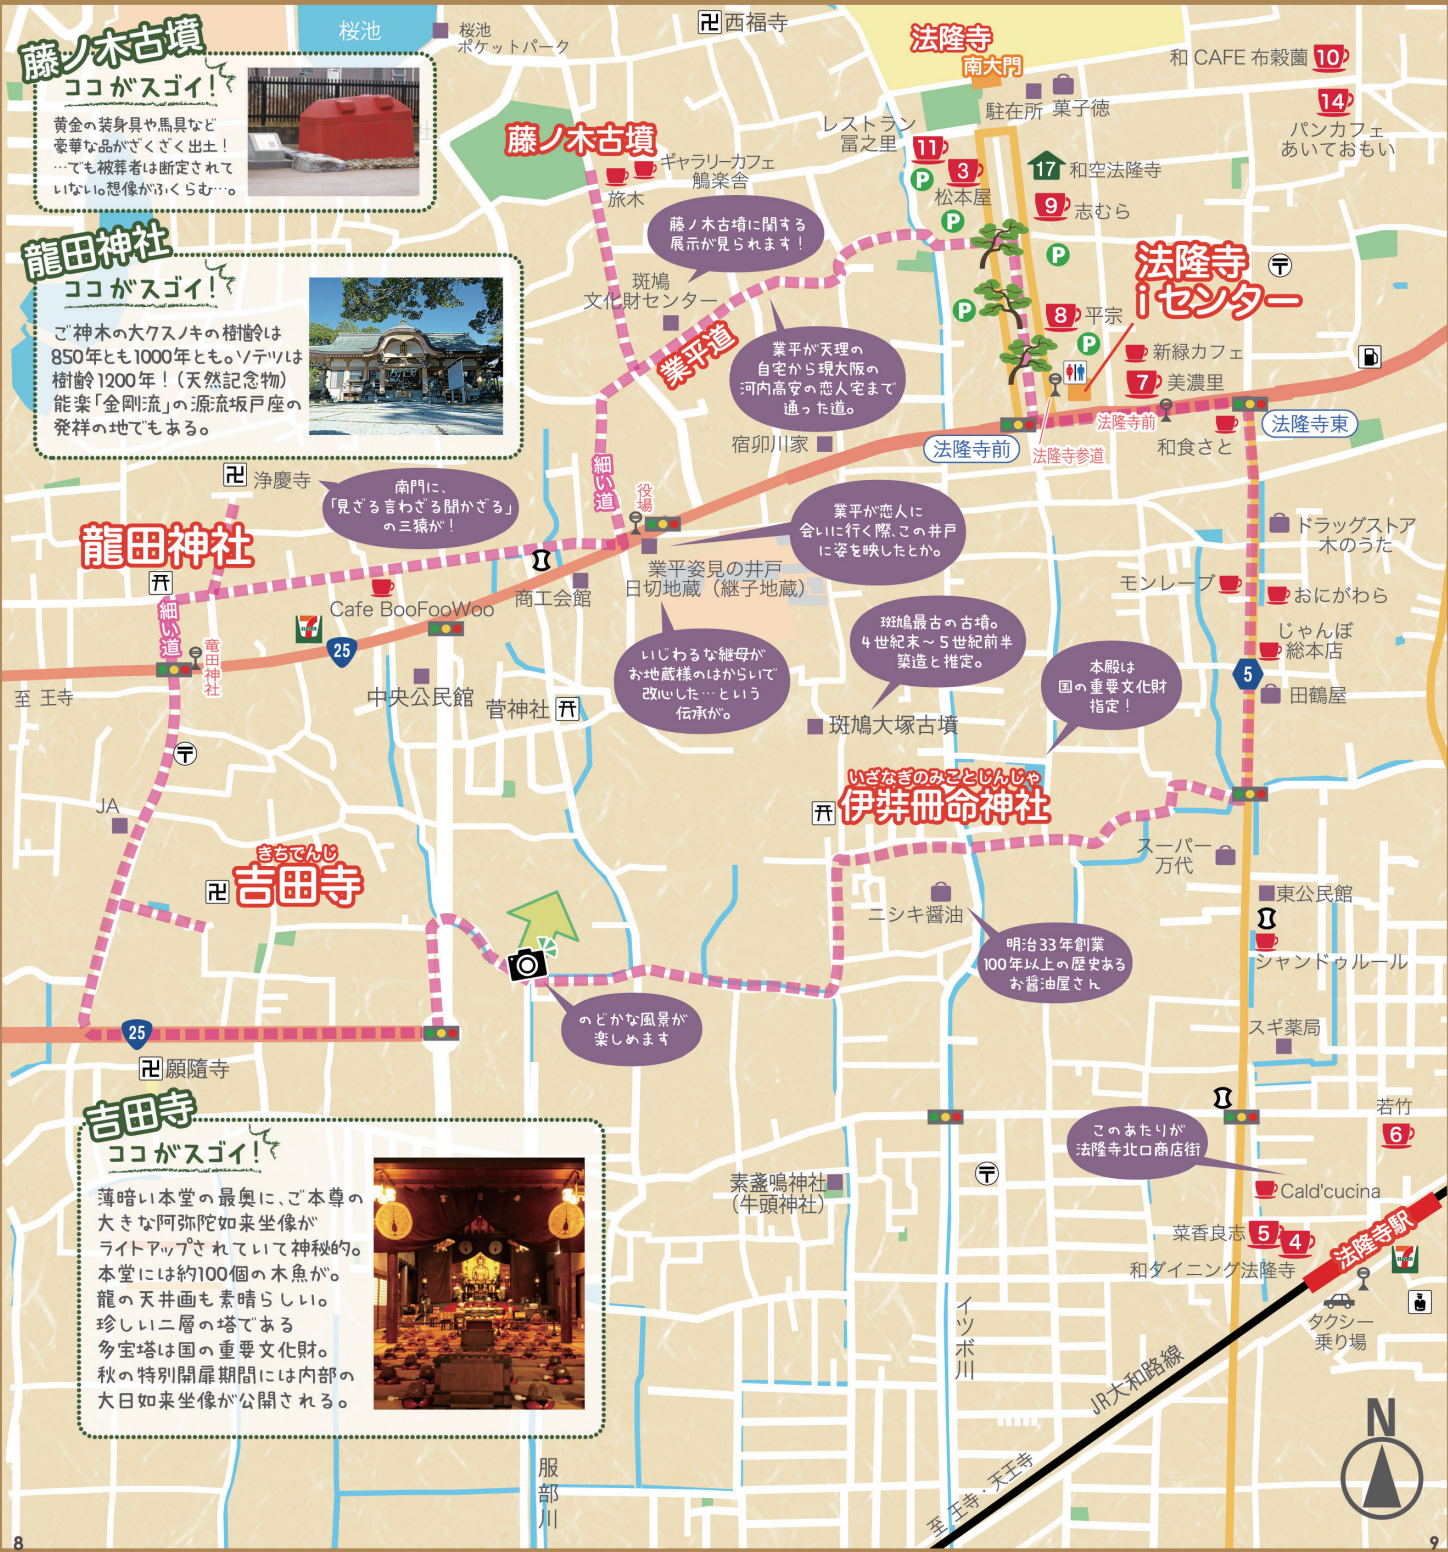 藤ノ木古墳
ココがスゴイ!
黄金の装身具や馬具など
豪華な品がざくざく出土!
…でも被葬者は断定されて
いない。想像がふくらむ…。
龍田神社
ココがスゴイ!
ご神木の大クスノキの樹齢は
850年とも1000年とも。ソテツは
樹齢1200年!(天然記念物)
能楽「金剛流」の源流坂戸座の
発祥の地でもある。
桜池
桜池
ポケットパーク
卍西福寺
法隆寺
南大門
駐在所
菓子徳
和 CAFE 布穀薗
10
14
パンカフェ
あいておもい
レストラン
冨之里
11
3
松本屋
P
P
P
P
P
17
和空法隆寺
9
志むら
藤ノ木古墳
旅木
ギャラリーカフェ
鵤楽舎
藤ノ木古墳に関する
展示が見られます!
斑鳩
文化財センター
業平道
業平が天理の
自宅から現大阪の
河内高安の恋人宅まで
通った道。
宿卯川家
法隆寺
iセンター
〒
8
平宗
新緑カフェ
7
美濃里
法隆寺前
法隆寺前
法隆寺参道
和食さと
法隆寺東
卍
浄慶寺
南門に、
「見ざる言わざる聞かざる」
の三猿が!
細い道
役場
業平が恋人に
会いに行く際、この井戸
に姿を映したとか。
業平姿見の井戸
日切地蔵(継子地蔵)
龍田神社
細い道
竜田神社
至 王寺
Cafe BooFooWoo
7
ELEVEn
25
商工会館
中央公民館
菅神社
いじわるな継母が
お地蔵様のはからいで
改心した…という
伝承が。
斑鳩最古の古墳。
4世紀末〜5世紀前半
築造と推定。
斑鳩大塚古墳
本殿は
国の重要文化財
指定!
ドラッグストア
木のうた
モンレーブ
おにがわら
じゃんぼ
総本店
5
田鶴屋
〒
JA
きちでんじ
卍
吉田寺
いざなぎのみことじんじゃ
伊弉冊命神社
スーパー
万代
ニシキ醤油
明治33年創業
100年以上の歴史ある
お醤油屋さん
東公民館
シャンドゥルール
のどかな風景が
楽しめます
25
卍願隨寺
スギ薬局
若竹
6
このあたりが
法隆寺北口商店街
Cald'cucina
菜香良志
5
4
和ダイニング法隆寺
法隆寺駅
7
ELEVEn
タクシー
乗り場
〒
素盞鳴神社
(牛頭神社)
吉田寺
ココがスゴイ!
薄暗い本堂の最奥に、ご本尊の
大きな阿弥陀如来坐像が
ライトアップされていて神秘的。
本堂には約100個の木魚が。
龍の天井画も素晴らしい。
珍しい二層の塔である
多宝塔は国の重要文化財。
秋の特別開扉期間には内部の
大日如来坐像が公開される。
イツボ川
JR大和路線
至 王寺・天王寺
服部川
N
8
9